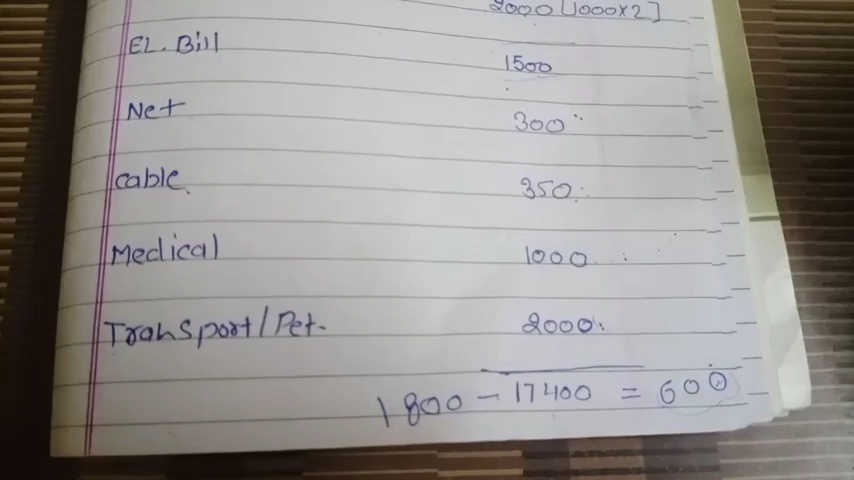 2000 [1000x2]
EL. Bill 1500
Net 300
Cable 350
Medical 1000
Transport/Pet. 2000
1800 - 17400 = 600